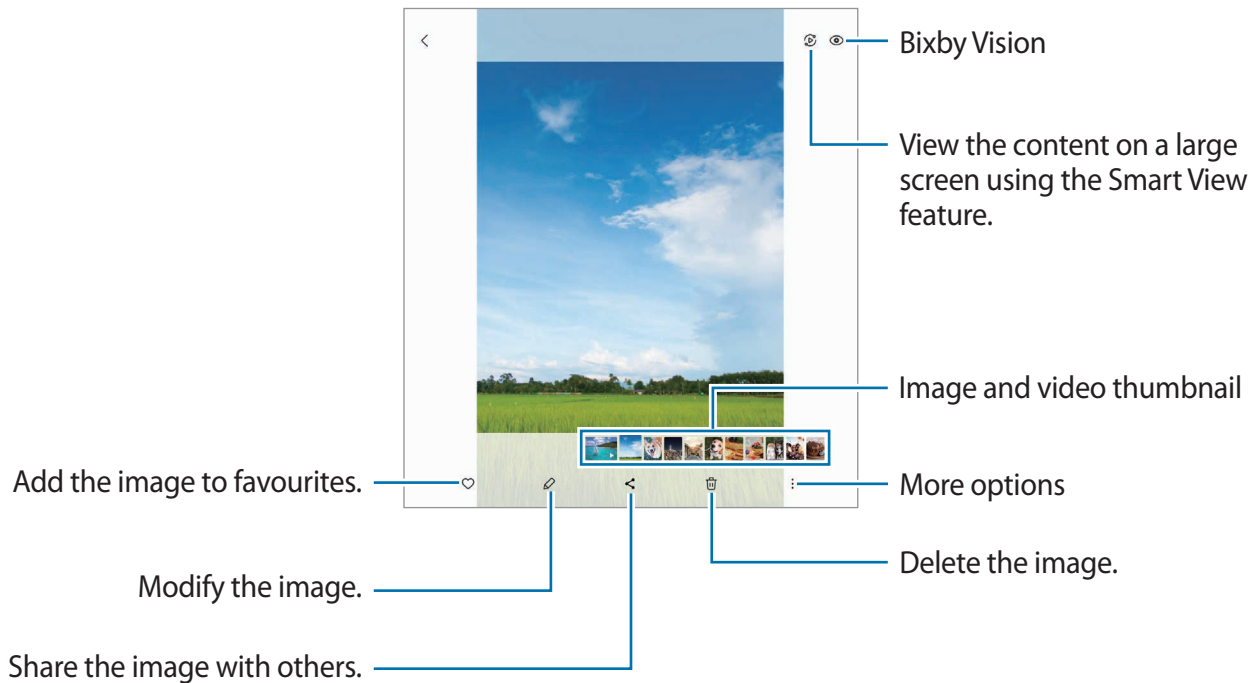 Bixby Vision
View the content on a large
screen using the Smart View
feature.
Image and video thumbnail
Add the image to favourites.
More options
Delete the image.
Modify the image.
Share the image with others.